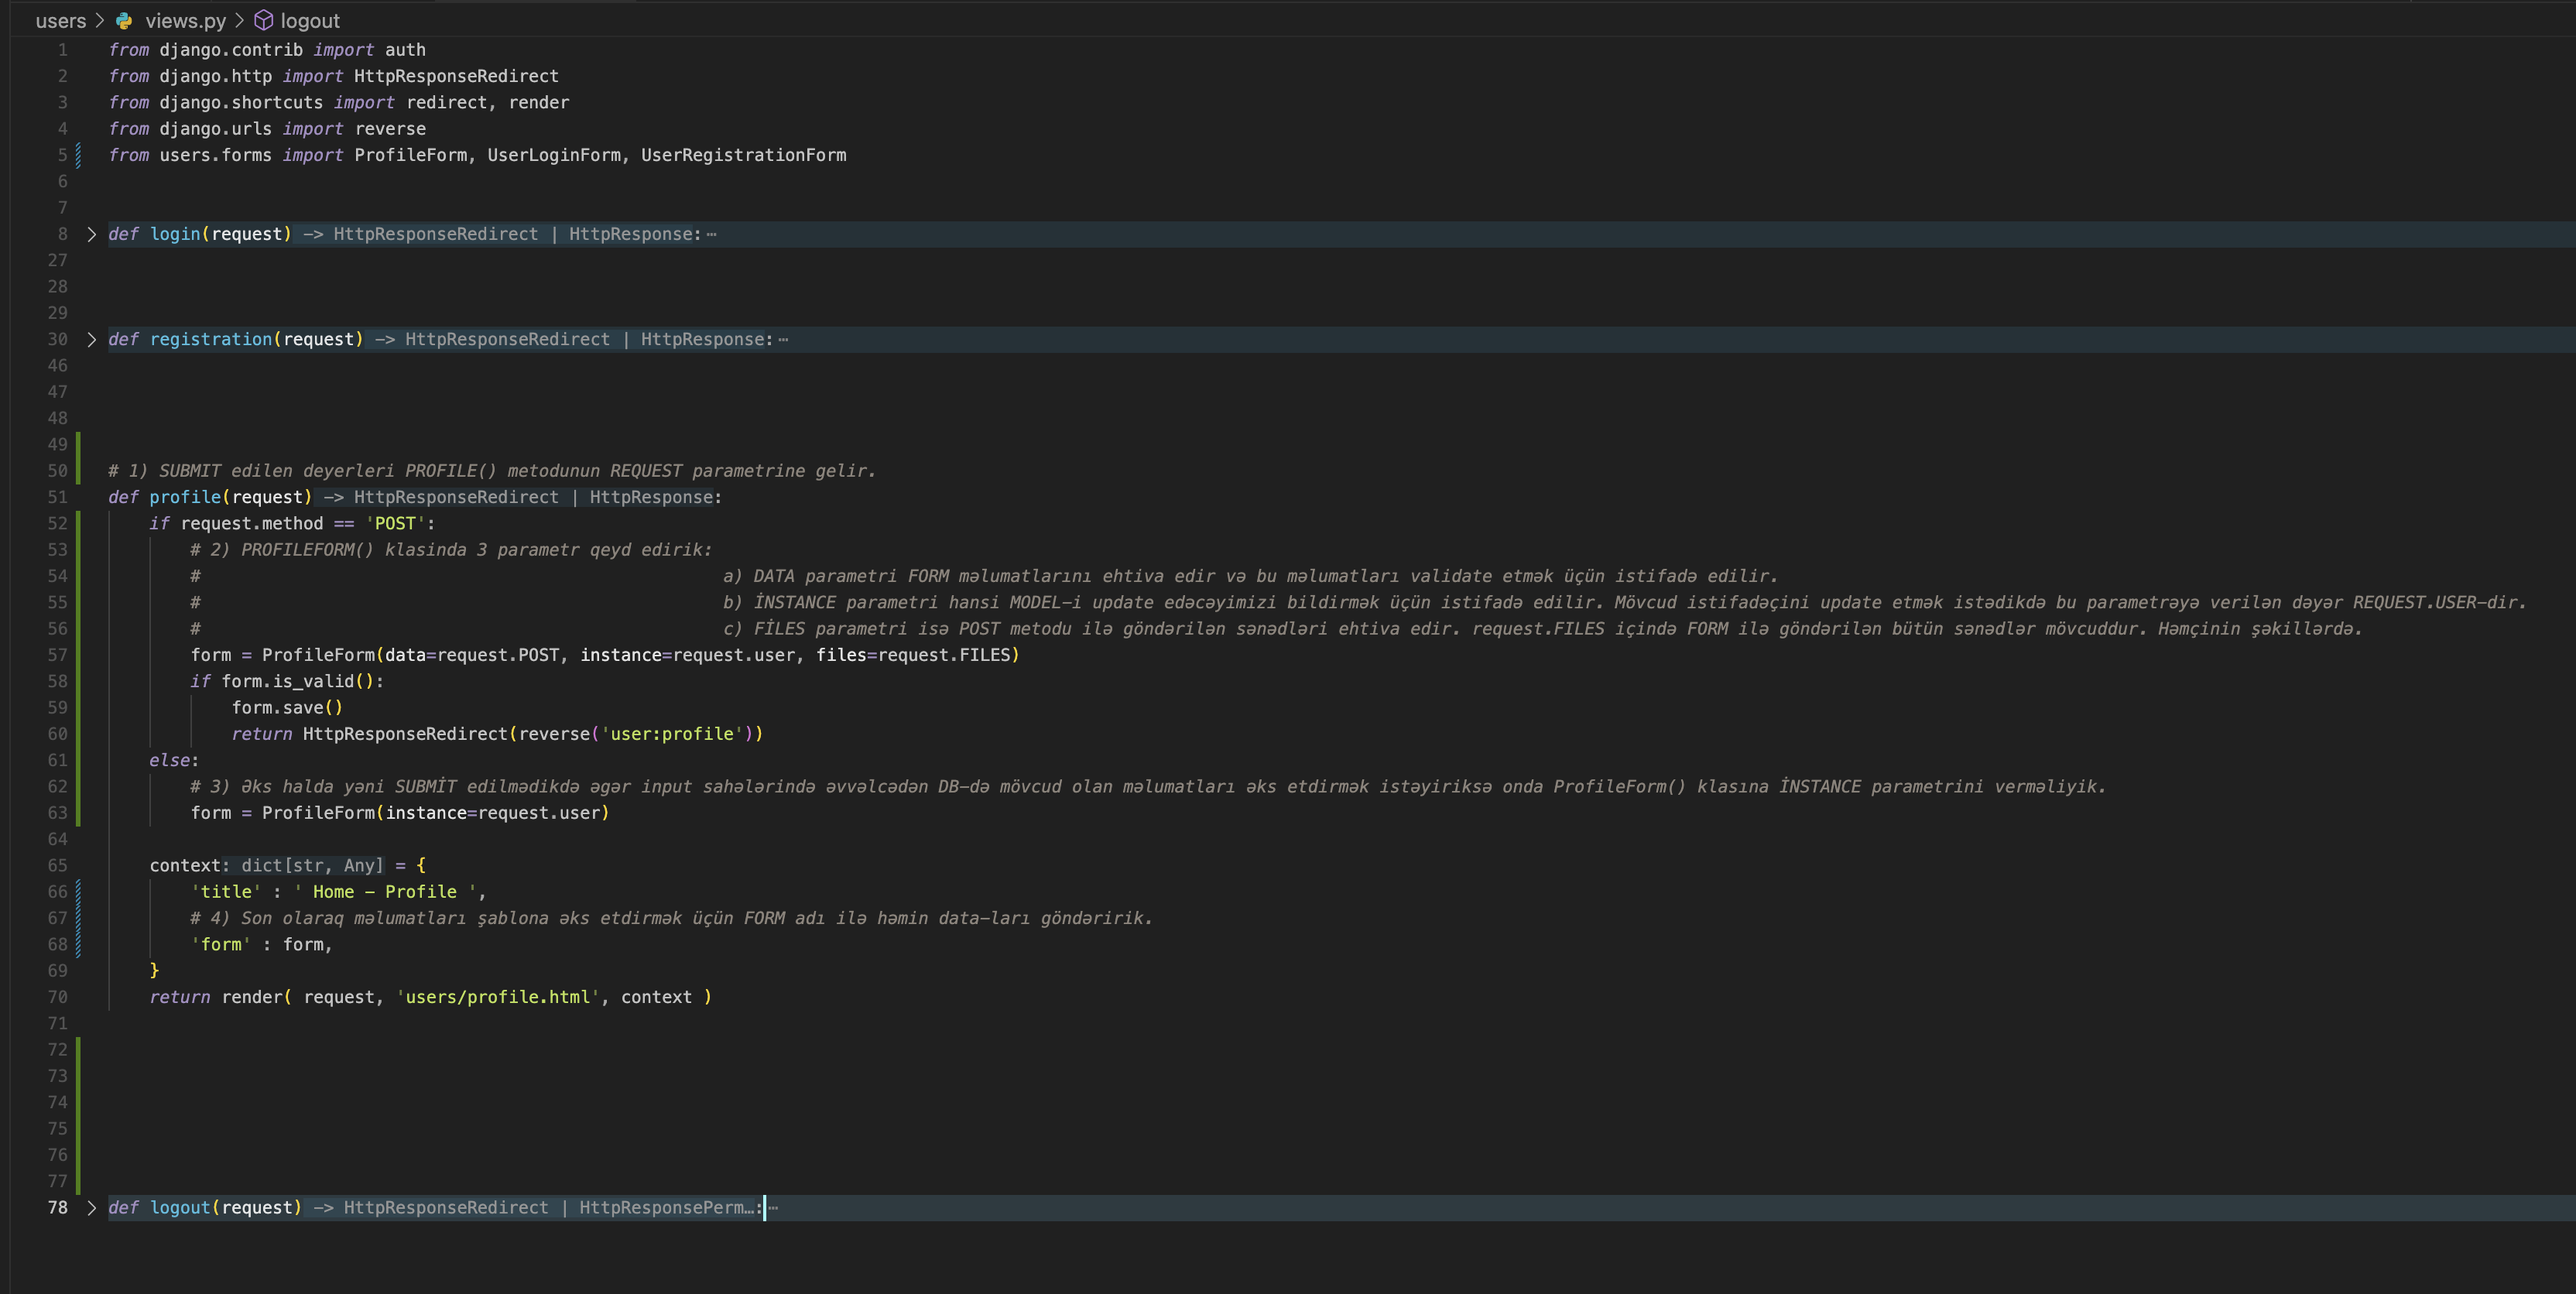 users > views.py > logout
1 from django.contrib import auth
2 from django.http import HttpResponseRedirect
3 from django.shortcuts import redirect, render
4 from django.urls import reverse
5 from users.forms import ProfileForm, UserLoginForm, UserRegistrationForm
6
7
8 def login(request) -> HttpResponseRedirect | HttpResponse: ⋯
27
28
29
30 def registration(request) -> HttpResponseRedirect | HttpResponse: ⋯
46
47
48
49
50 # 1) SUBMIT edilen deyerleri PROFILE() metodunun REQUEST parametrine gelir.
51 def profile(request) -> HttpResponseRedirect | HttpResponse:
52 if request.method == 'POST':
53 # 2) PROFILEFORM() klasinda 3 parametr qeyd edirik:
54 # a) DATA parametri FORM məlumatlarını ehtiva edir və bu məlumatları validate etmək üçün istifadə edilir.
55 # b) İNSTANCE parametri hansi MODEL-i update edəcəyimizi bildirmək üçün istifadə edilir. Mövcud istifadəçini update etmək istədikdə bu parametrəyə verilən dəyər REQUEST.USER-dir.
56 # c) FİLES parametri isə POST metodu ilə göndərilən sənədləri ehtiva edir. request.FILES içində FORM ilə göndərilən bütün sənədlər mövcuddur. Həmçinin şəkillərdə.
57 form = ProfileForm(data=request.POST, instance=request.user, files=request.FILES)
58 if form.is_valid():
59 form.save()
60 return HttpResponseRedirect(reverse('user:profile'))
61 else:
62 # 3) Əks halda yəni SUBMİT edilmədikdə əgər input sahələrində əvvəlcədən DB-də mövcud olan məlumatları əks etdirmək istəyiriksə onda ProfileForm() klasına İNSTANCE parametrini verməliyik.
63 form = ProfileForm(instance=request.user)
64
65 context: dict[str, Any] = {
66 'title' : ' Home - Profile ',
67 # 4) Son olaraq məlumatları şablona əks etdirmək üçün FORM adı ilə həmin data-ları göndəririk.
68 'form' : form,
69 }
70 return render( request, 'users/profile.html', context )
71
72
73
74
75
76
77
78 def logout(request) -> HttpResponseRedirect | HttpResponsePerm…: ⋯